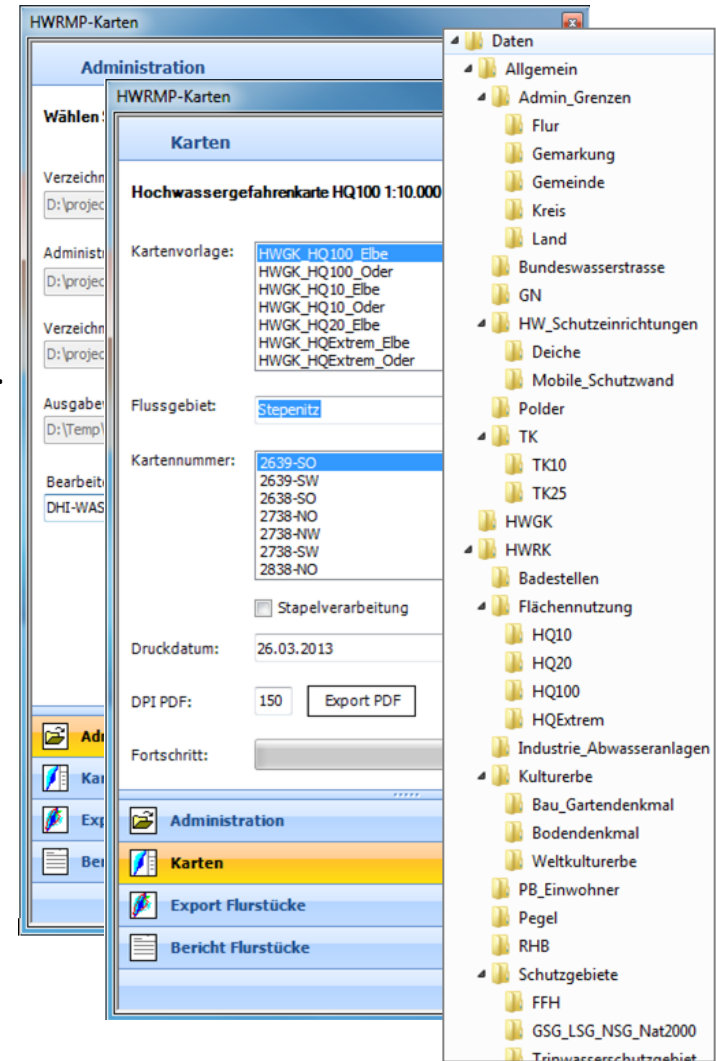 HWRMP-Karten
Administration
Wählen
D:\projec
D:\projec
D:\projec
D:\Temp\
DHI-WAS
HWRMP-Karten
Karten
Hochwassergefahrenkarte HQ100 1:10.000
Kartenvorlage:
HWGK_HQ100_Elbe
HWGK_HQ100_Oder
HWGK_HQ10_Elbe
HWGK_HQ10_Oder
HWGK_HQ20_Elbe
HWGK_HQExtrem_Elbe
HWGK_HQExtrem_Oder
Flussgebiet:
Stepenitz
Kartennummer:
2639-SO
2639-SW
2638-SO
2738-NO
2738-NW
2738-SW
2838-NO
Stapelverarbeitung
Druckdatum:
26.03.2013
DPI PDF:
150
Export PDF
Fortschritt:
Administration
Karten
Export Flurstücke
Bericht Flurstücke
Daten
Allgemein
Admin_Grenzen
Flur
Gemarkung
Gemeinde
Kreis
Land
Bundeswasserstrasse
GN
HW_Schutzeinrichtungen
Deiche
Mobile_Schutzwand
Polder
TK
TK10
TK25
HWGK
HWRK
Badestellen
Flächennutzung
HQ10
HQ20
HQ100
HQExtrem
Industrie_Abwasseranlagen
Kulturerbe
Bau_Gartendenkmal
Bodendenkmal
Weltkulturerbe
PB_Einwohner
Pegel
RHB
Schutzgebiete
FFH
GSG_LSG_NSG_Nat2000